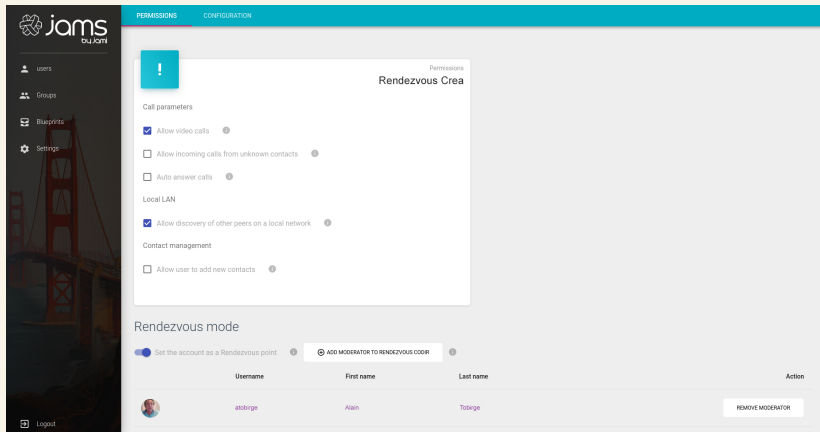 jams
by Jami
users
Groups
Blueprints
Settings
Logout
PERMISSIONS CONFIGURATION
Permissions
Rendezvous Crea
Call parameters
Allow video calls
Allow incoming calls from unknown contacts
Auto answer calls
Local LAN
Allow discovery of other peers on a local network
Contact management
Allow user to add new contacts
Rendezvous mode
Set the account as a Rendezvous point ADD MODERATOR TO RENDEZVOUS CODIR
Username First name Last name Action
atobirge Alain Tobirge REMOVE MODERATOR